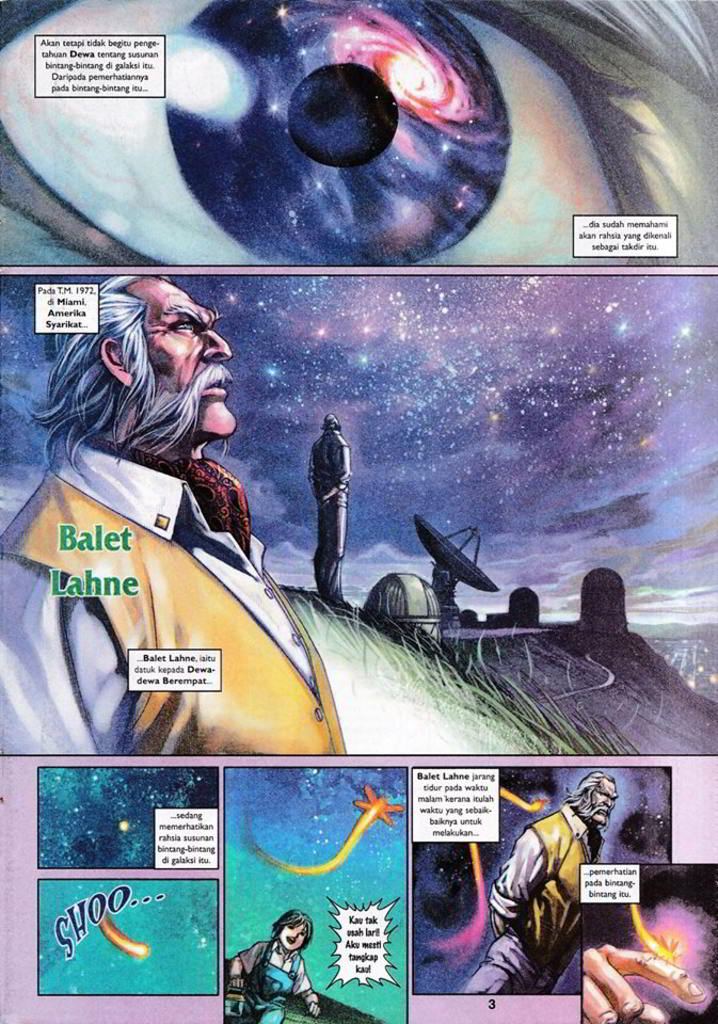 Akan tetapi tidak begitu penge-
tahuan Dewa tentang susunan
bintang-bintang di galaksi itu.
Daripada pemerhatiannya
pada bintang-bintang itu...
...dia sudah memahami
akan rahsia yang dikenali
sebagai takdir itu.
Pada T.M. 1972,
di Miami,
Amerika
Syarikat...
Balet
Lahne
...Balet Lahne, iaitu
datuk kepada Dewa-
dewa Berempat...
...sedang
memerhatikan
rahsia susunan
bintang-bintang
di galaksi itu.
SHOO...
Kau tak
usah lari!
Aku mesti
tangkap
kau!
Balet Lahne jarang
tidur pada waktu
malam kerana itulah
waktu yang sebaik-
baiknya untuk
melakukan...
...pemerhatian
pada bintang-
bintang itu.
3